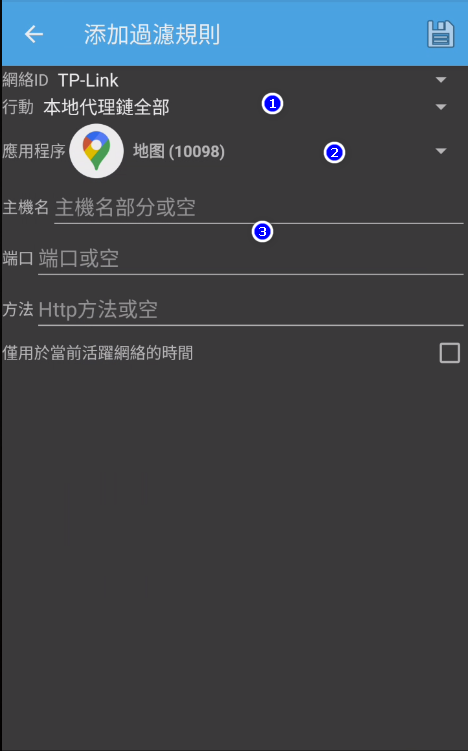 添加過濾規則
網絡ID TP-Link
行動 本地代理鏈全部
1
應用程序 地图 (10098)
2
主機名 主機名部分或空
3
端口 端口或空
方法 Http方法或空
僅用於當前活躍網絡的時間